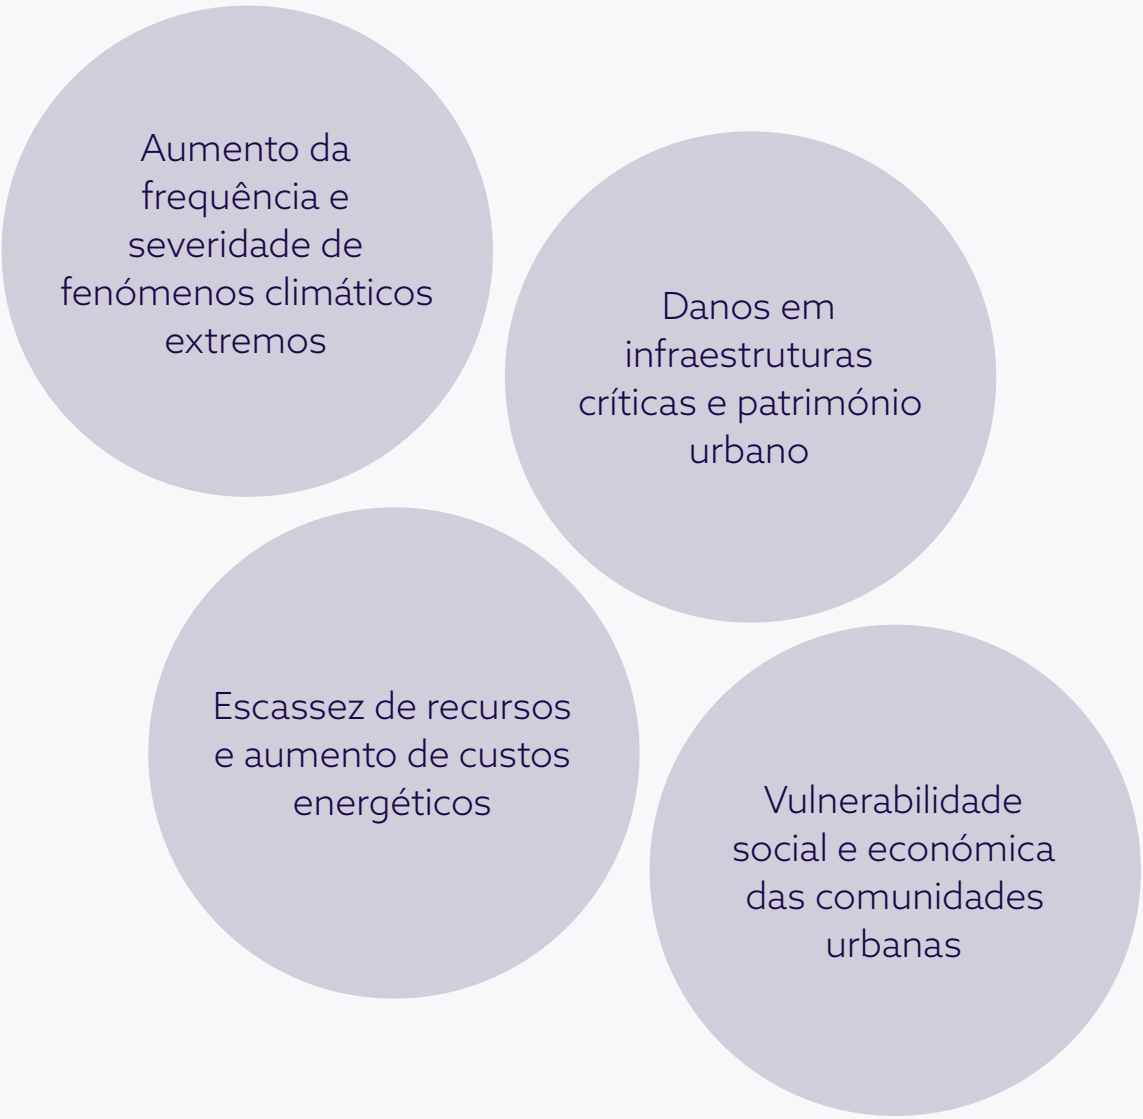 Aumento da
frequência e
severidade de
fenómenos climáticos
extremos
Danos em
infraestruturas
críticas e património
urbano
Escassez de recursos
e aumento de custos
energéticos
Vulnerabilidade
social e económica
das comunidades
urbanas